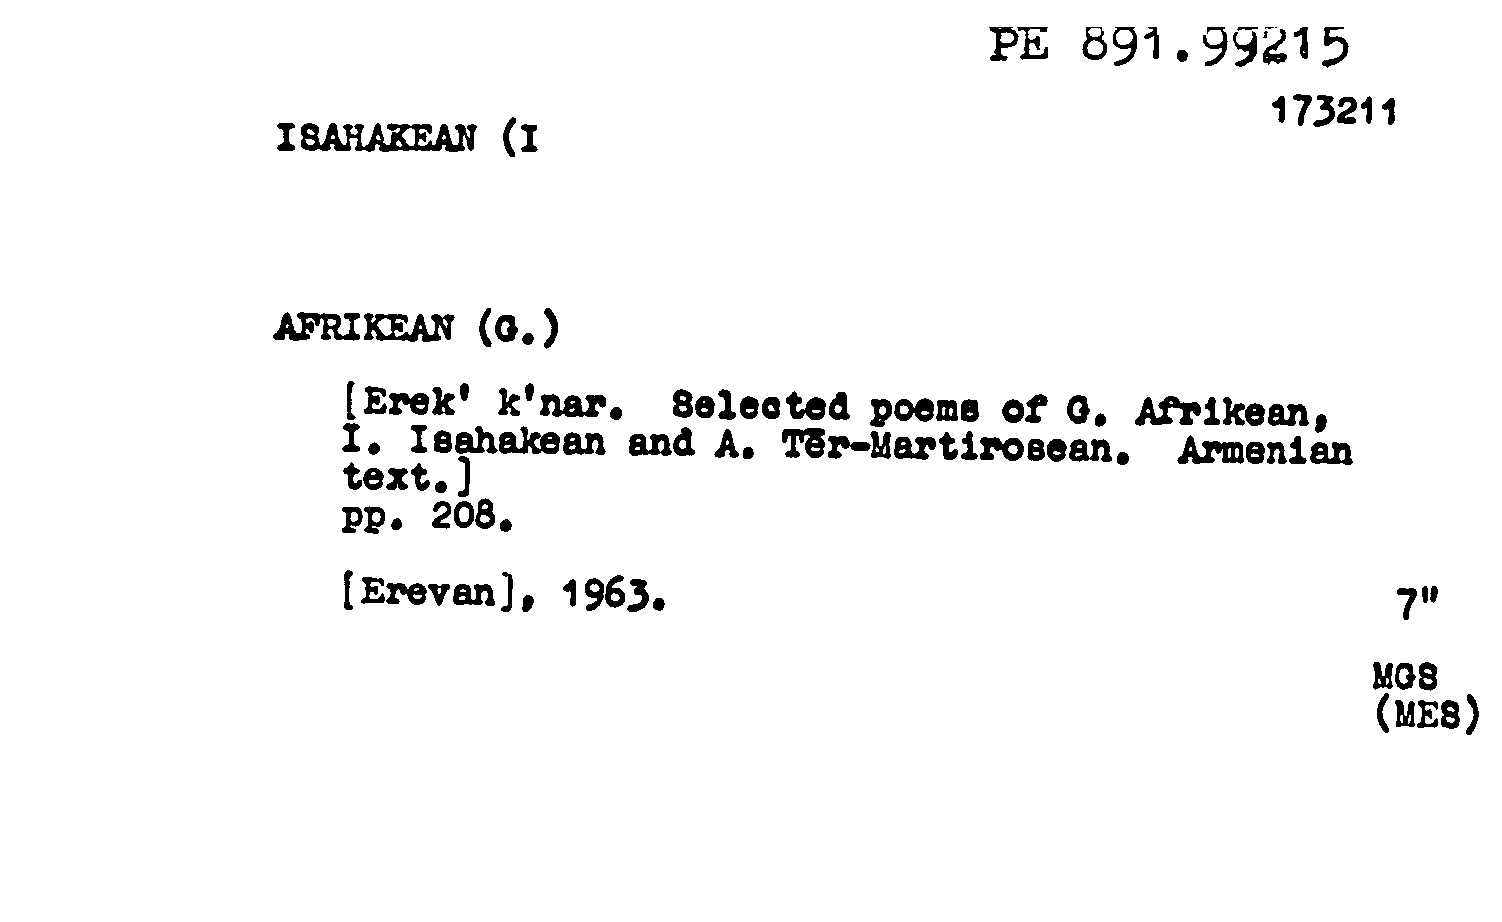 PE 891.99215
173211
ISAHAKEAN (I
AFRIKEAN (G.)
[Erek' k'nar. Selected poems of G. Afrikean,
I. Isahakean and A. Tēr-Martirosean. Armenian
text.]
pp. 208.
[Erevan], 1963.
7"
MGS
(MES)